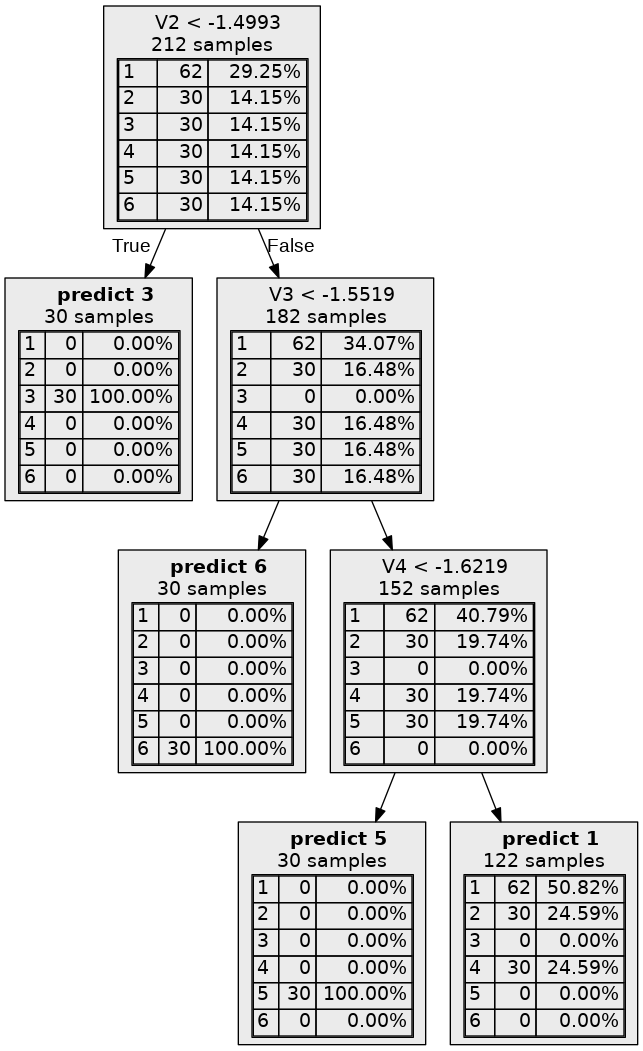 V2 < -1.4993
212 samples
1 62 29.25%
2 30 14.15%
3 30 14.15%
4 30 14.15%
5 30 14.15%
6 30 14.15%
True
False
predict 3
30 samples
1 0 0.00%
2 0 0.00%
3 30 100.00%
4 0 0.00%
5 0 0.00%
6 0 0.00%
V3 < -1.5519
182 samples
1 62 34.07%
2 30 16.48%
3 0 0.00%
4 30 16.48%
5 30 16.48%
6 30 16.48%
predict 6
30 samples
1 0 0.00%
2 0 0.00%
3 0 0.00%
4 0 0.00%
5 0 0.00%
6 30 100.00%
V4 < -1.6219
152 samples
1 62 40.79%
2 30 19.74%
3 0 0.00%
4 30 19.74%
5 30 19.74%
6 0 0.00%
predict 5
30 samples
1 0 0.00%
2 0 0.00%
3 0 0.00%
4 0 0.00%
5 30 100.00%
6 0 0.00%
predict 1
122 samples
1 62 50.82%
2 30 24.59%
3 0 0.00%
4 30 24.59%
5 0 0.00%
6 0 0.00%